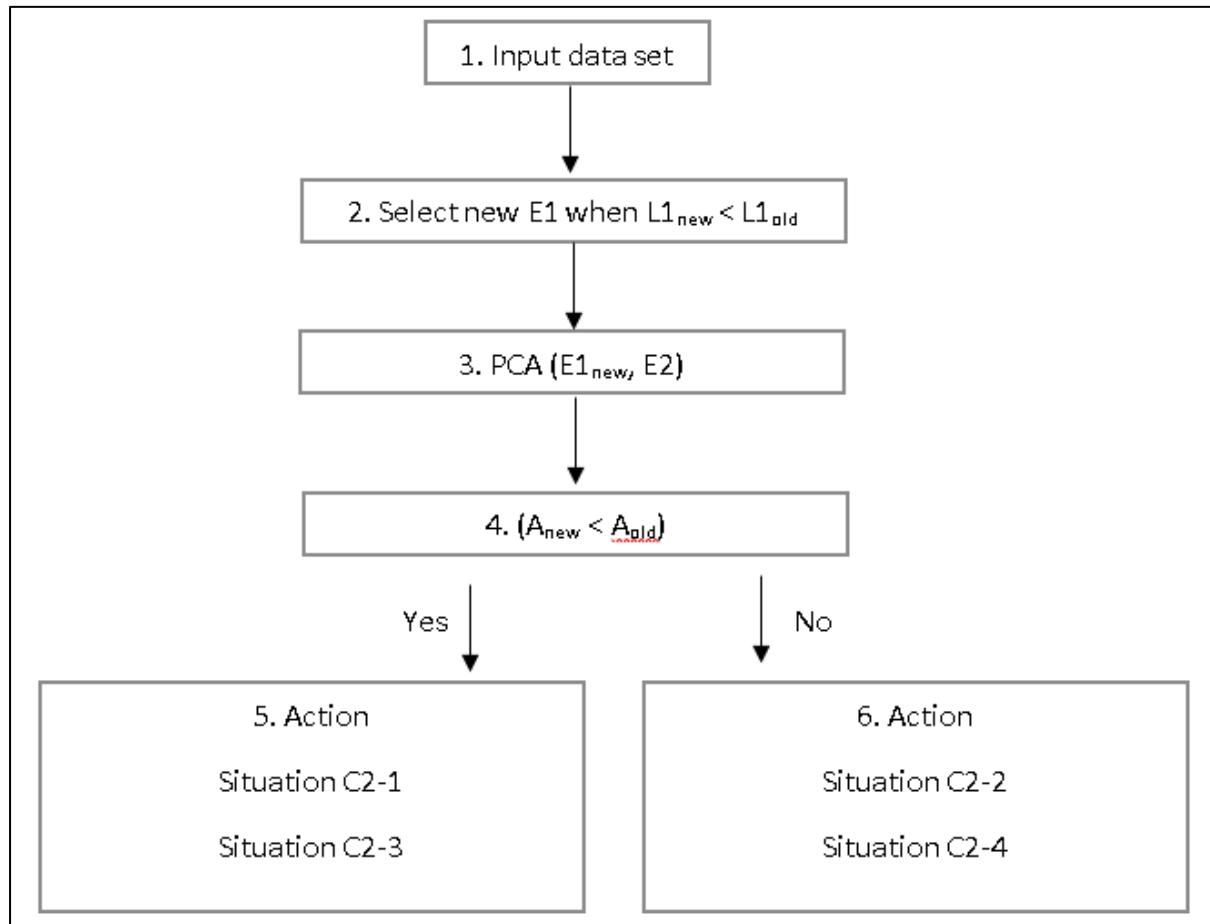 1. Input data set
2. Select new E1 when L1new < L1old
3. PCA (E1new, E2)
4. (Anew < Aold)
Yes
No
5. Action
Situation C2-1
Situation C2-3
6. Action
Situation C2-2
Situation C2-4